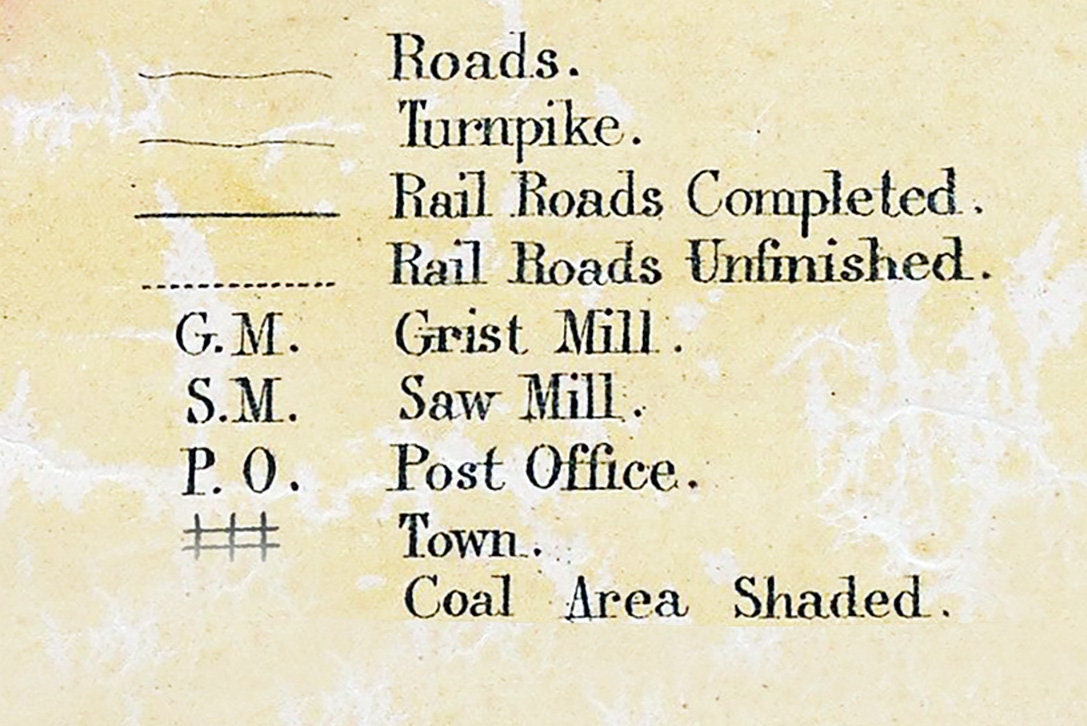 Roads.
Turnpike.
Rail Roads Completed.
Rail Roads Unfinished.
G.M. Grist Mill.
S.M. Saw Mill.
P. O. Post Office.
Town.
Coal Area Shaded.